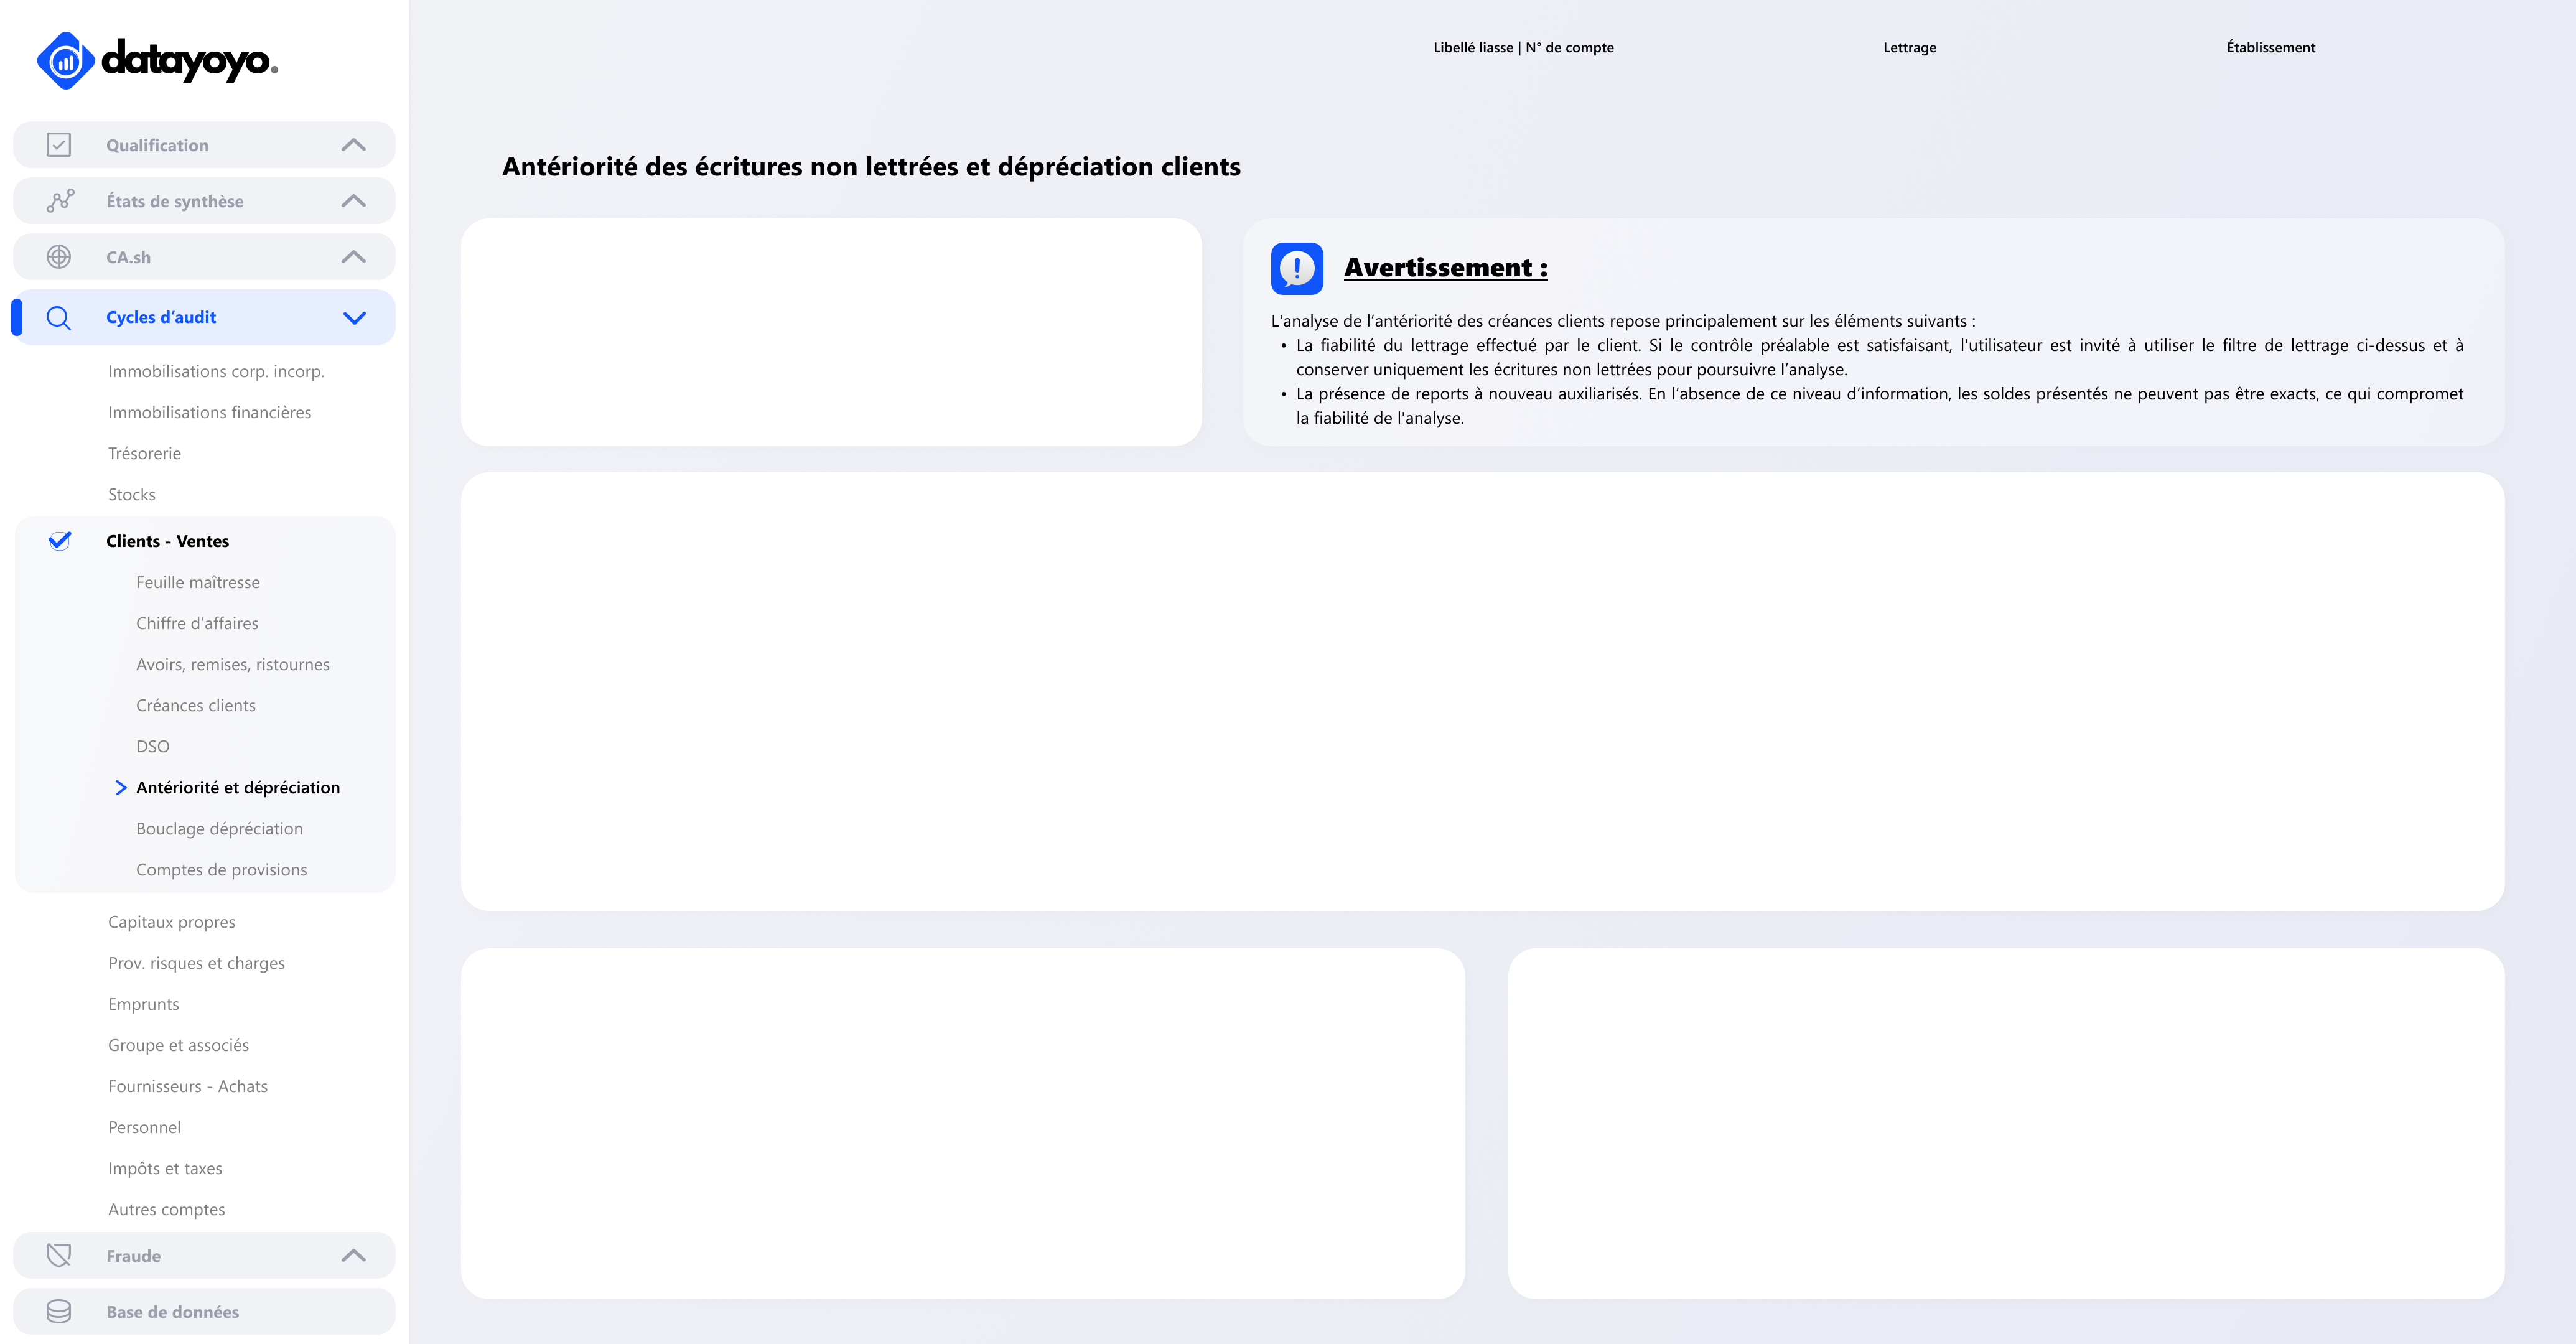 datayoyo.
Qualification
États de synthèse
CA.sh
Cycles d’audit
Immobilisations corp. incorp.
Immobilisations financières
Trésorerie
Stocks
Clients - Ventes
Feuille maîtresse
Chiffre d’affaires
Avoirs, remises, ristournes
Créances clients
DSO
Antériorité et dépréciation
Bouclage dépréciation
Comptes de provisions
Capitaux propres
Prov. risques et charges
Emprunts
Groupe et associés
Fournisseurs - Achats
Personnel
Impôts et taxes
Autres comptes
Fraude
Base de données
Libellé liasse | N° de compte
Lettrage
Établissement
Antériorité des écritures non lettrées et dépréciation clients
Avertissement :
L'analyse de l’antériorité des créances clients repose principalement sur les éléments suivants :
• La fiabilité du lettrage effectué par le client. Si le contrôle préalable est satisfaisant, l'utilisateur est invité à utiliser le filtre de lettrage ci-dessus et à
conserver uniquement les écritures non lettrées pour poursuivre l’analyse.
• La présence de reports à nouveau auxiliarisés. En l’absence de ce niveau d’information, les soldes présentés ne peuvent pas être exacts, ce qui compromet
la fiabilité de l'analyse.